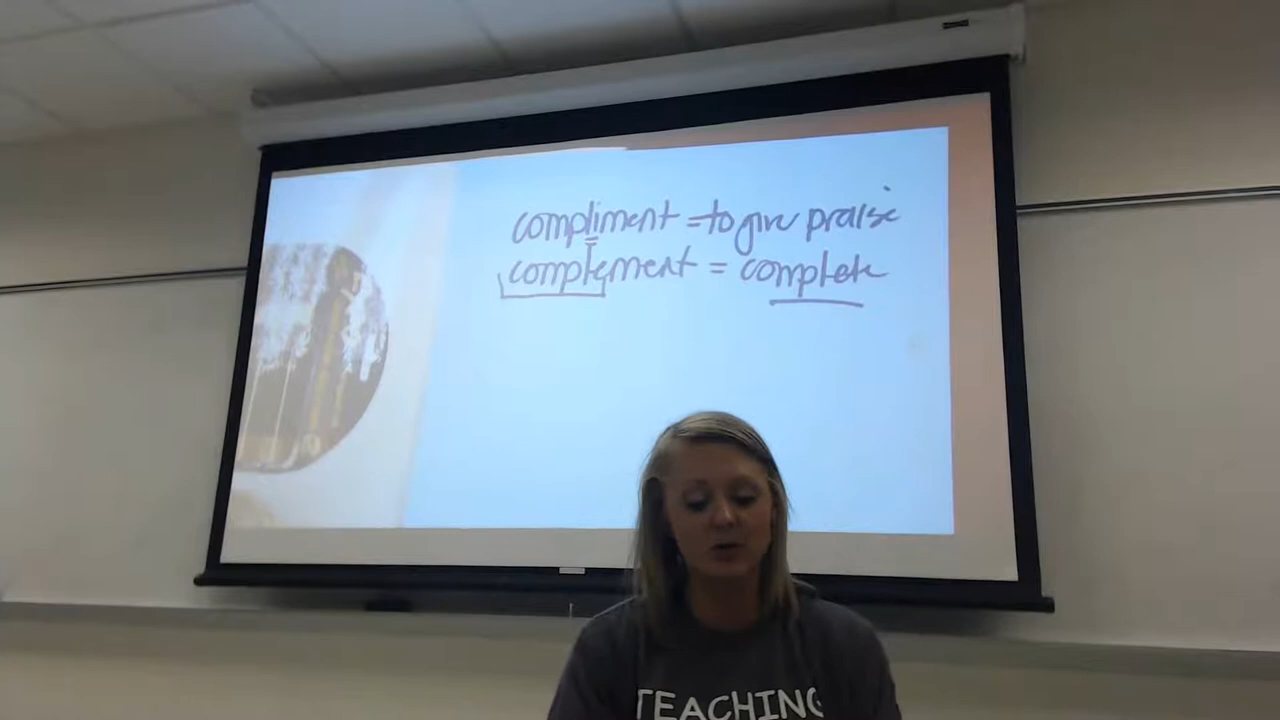 compliment = to give praise
I
complement = complete
TEACHING